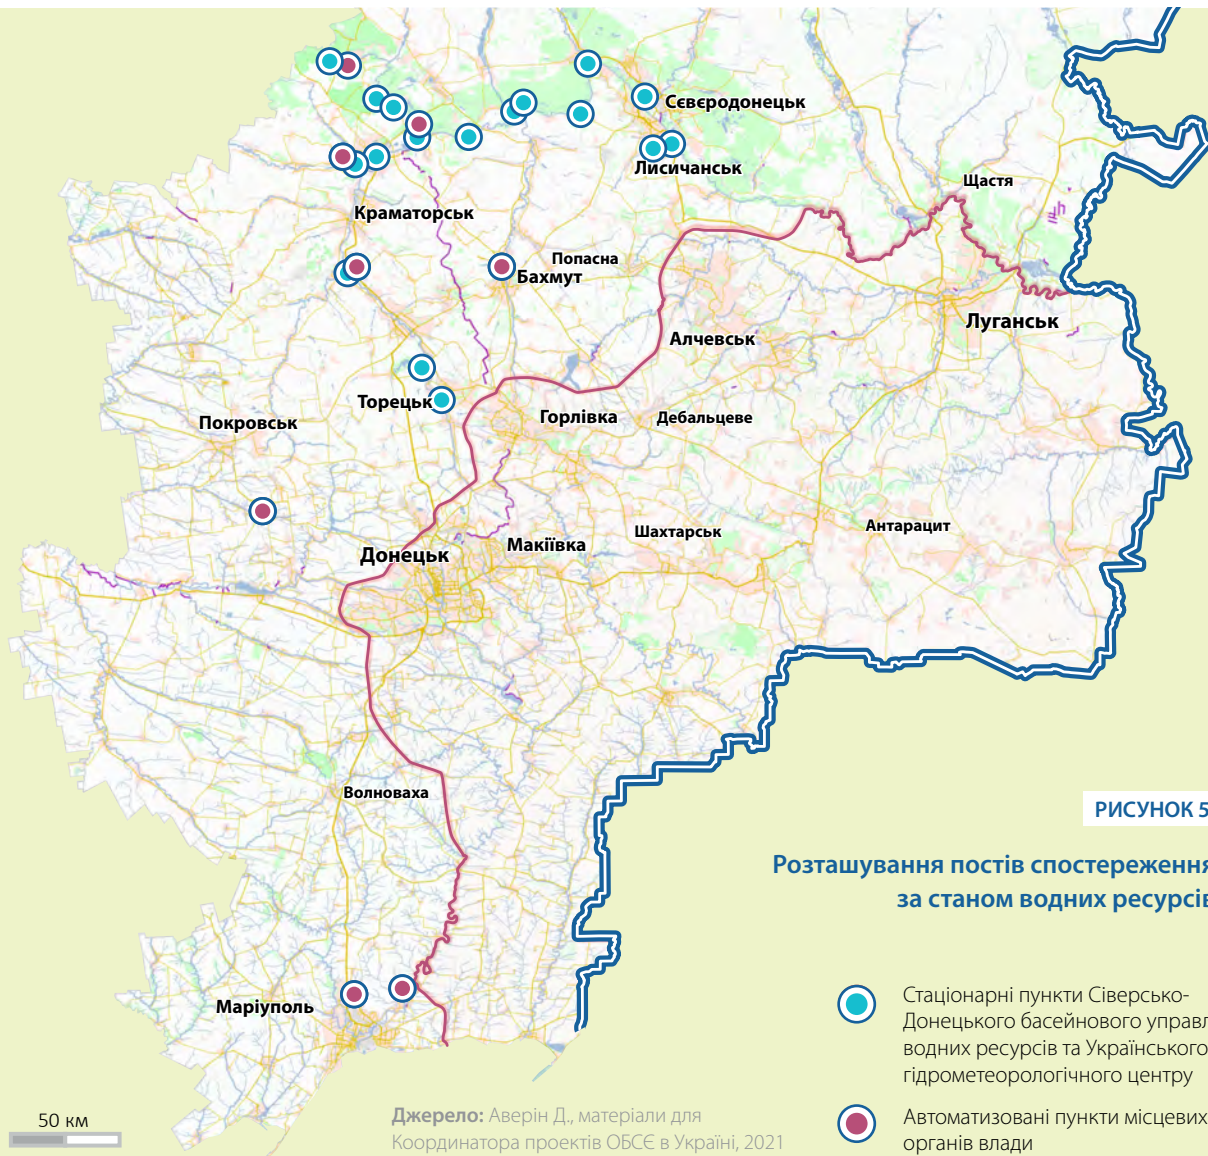 Сєвєродонецьк
Лисичанськ
Щастя
Краматорськ
Попасна
Бахмут
Луганськ
Алчевськ
Торецьк
Горлівка
Дебальцеве
Покровськ
Антарацит
Шахтарськ
Макіївка
Донецьк
Волноваха
РИСУНОК 5
Розташування постів спостереження
за станом водних ресурсів
Маріуполь
Стаціонарні пункти Сіверсько-
Донецького басейнового управл
водних ресурсів та Українського
гідрометеорологічного центру
Автоматизовані пункти місцевих
органів влади
50 км
Джерело: Аверін Д., матеріали для
Координатора проектів ОБСЄ в Україні, 2021